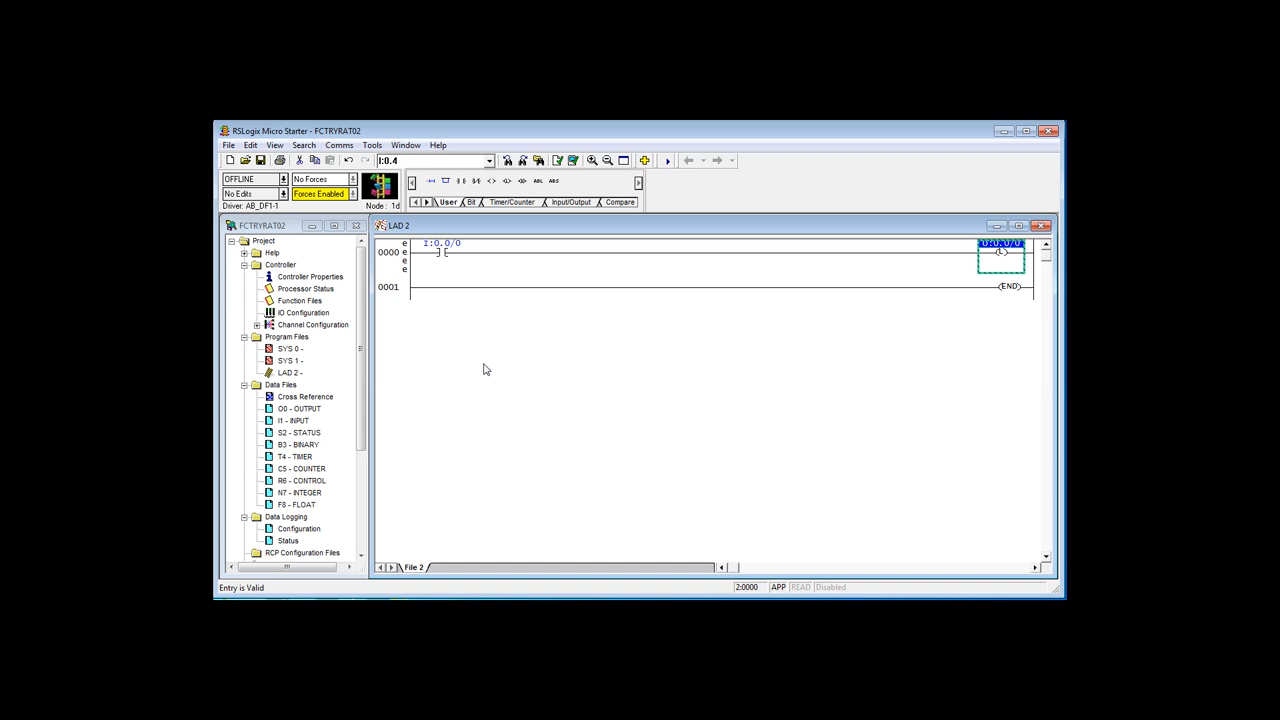 RSLogix Micro Starter - FCTRYRAT02
File Edit View Search Comms Tools Window Help
I:0.4
OFFLINE No Forces
No Edits Forces Enabled
Driver: AB_DF1-1 Node : 1d
ABL ABS
User Bit Timer/Counter Input/Output Compare
FCTRYRAT02
Project
Help
Controller
Controller Properties
Processor Status
Function Files
IO Configuration
Channel Configuration
Program Files
SYS 0 -
SYS 1 -
LAD 2 -
Data Files
Cross Reference
O0 - OUTPUT
I1 - INPUT
S2 - STATUS
B3 - BINARY
T4 - TIMER
C5 - COUNTER
R6 - CONTROL
N7 - INTEGER
F8 - FLOAT
Data Logging
Configuration
Status
RCP Configuration Files
LAD 2
e I:0.0/0 O:0.0/0
0000 e L
e
e
0001 END
File 2
Entry is Valid 2:0000 APP READ Disabled